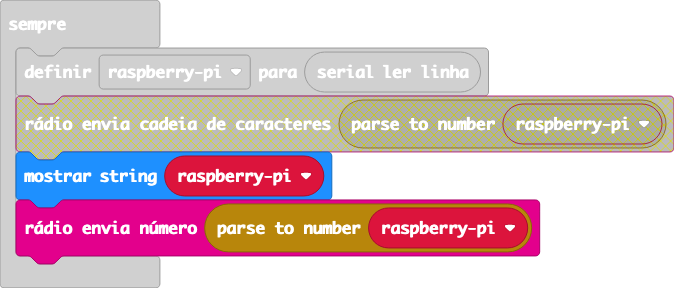 sempre
definir raspberry-pi para serial ler linha
rádio envia cadeia de caracteres parse to number raspberry-pi
mostrar string raspberry-pi
rádio envia número parse to number raspberry-pi